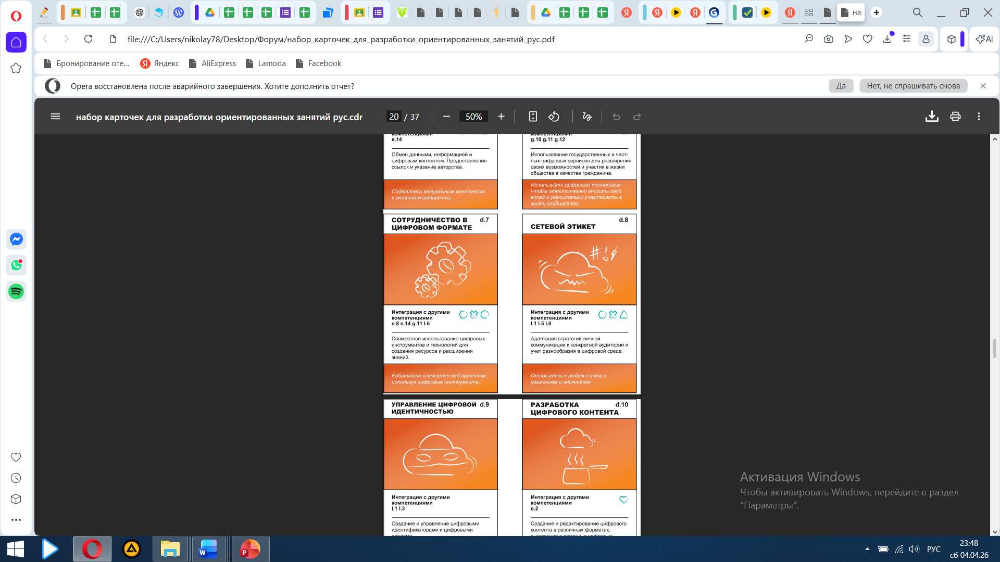 на
file:///C:/Users/nikolay78/Desktop/Форум/набор_карточек_для_разработки_ориентированных_занятий_рус.pdf
AI
Бронирование оте...
Яндекс
AliExpress
Lamoda
Facebook
Opera восстановлена после аварийного завершения. Хотите дополнить отчет?
Да
Нет, не спрашивать снова
набор карточек для разработки ориентированных занятий рус.cdr
20 / 37
50%
компетенциями
e.14
Обмен данными, информацией и
цифровым контентом. Предоставление
ссылок и указание авторства.
Поделитесь актуальным контентом
с указанием авторства.
компетенциями
g.10 g.11 g.12
Использование государственных и част-
ных цифровых сервисов для расширения
своих возможностей и участия в жизни
общества в качестве гражданина.
Используйте цифровые технологии,
чтобы ответственно вносить свой
вклад и уважительно участвовать в
жизни сообщества.
СОТРУДНИЧЕСТВО В d.7
ЦИФРОВОМ ФОРМАТЕ
Интеграция с другими
компетенциями
e.8 e.14 g.11 l.6
Совместное использование цифровых
инструментов и технологий для
создания ресурсов и расширения
знаний.
Работайте совместно над проектом,
используя цифровые инструменты.
d.8
СЕТЕВОЙ ЭТИКЕТ
#!
Интеграция с другими
компетенциями
l.1 l.5 l.6
Адаптация стратегий личной
коммуникации к конкретной аудитории и
учет разнообразия в цифровой среде.
Относитесь к людям в сети с
уважением и вниманием.
УПРАВЛЕНИЕ ЦИФРОВОЙ d.9
ИДЕНТИЧНОСТЬЮ
Интеграция с другими
компетенциями
l.1 l.3
Создание и управление цифровыми
идентификаторами и цифровыми
РАЗРАБОТКА d.10
ЦИФРОВОГО КОНТЕНТА
Интеграция с другими
компетенциями
e.2
Создание и редактирование цифрового
контента в различных форматах,
Активация Windows
Чтобы активировать Windows, перейдите в раздел
"Параметры".
РУС
23:48
сб 04.04.26